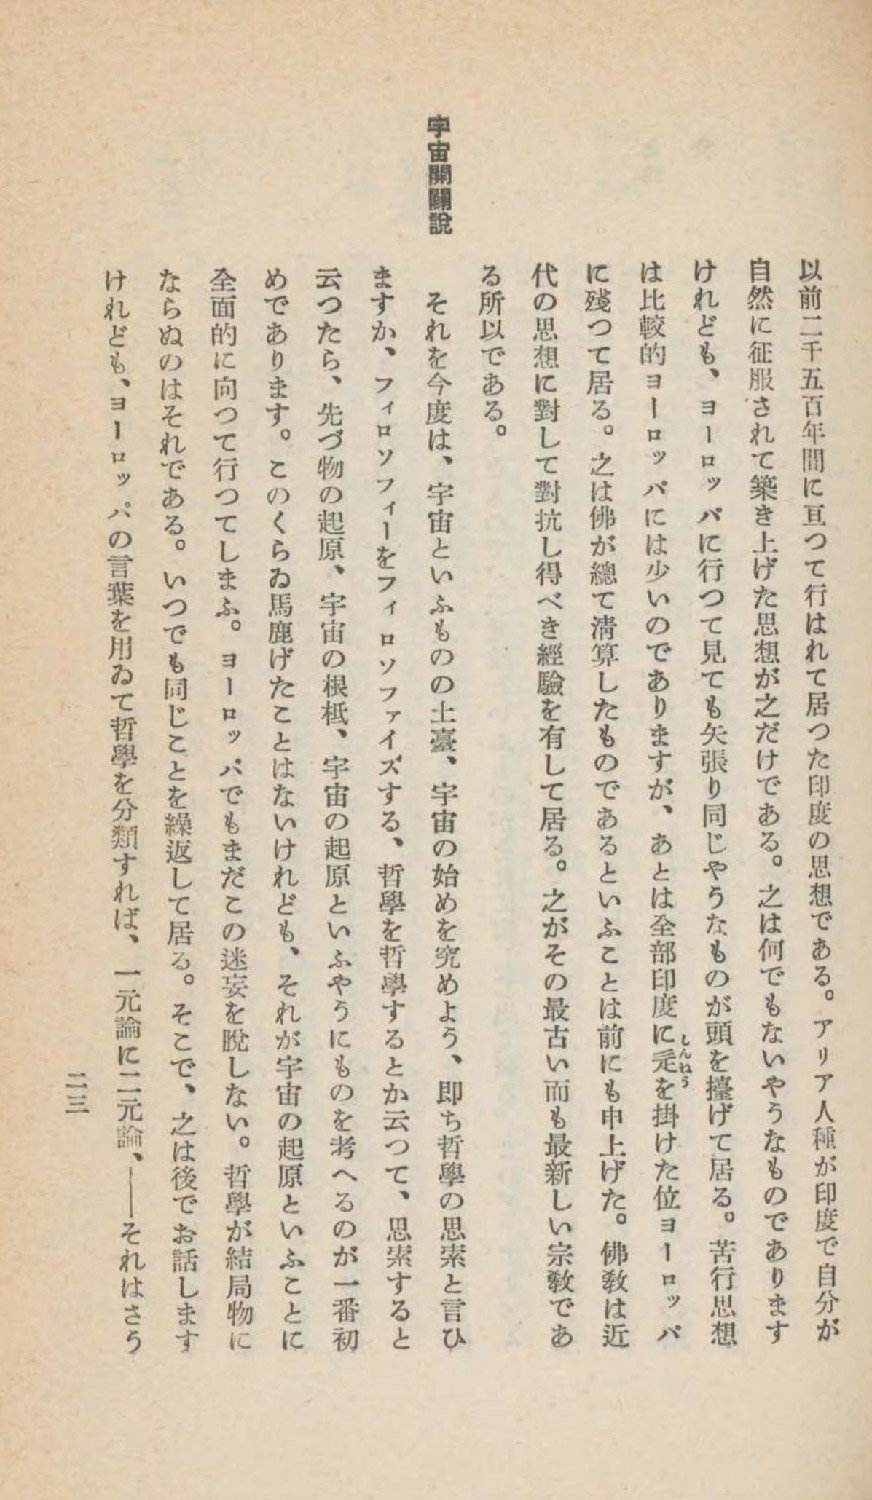 以前二千五百年間に亙つて行はれて居つた印度の思想である。アリア人種が印度で自分が
自然に征服されて築き上げた思想が之だけである。之は何でもないやうなものであります
けれども、ヨーロッパに行つて見ても矢張り同じやうなものが頭を擡げて居る。苦行思想
は比較的ヨーロッパには少いのでありますが、あとは全部印度に辵を掛けた位ヨーロッパ
しんねう
に殘つて居る。之は佛が總て淸算したものであるといふことは前にも申上げた。佛敎は近
代の思想に對して對抗し得べき經驗を有して居る。之がその最古い而も最新しい宗敎であ
る所以である。
宇宙開闢說
それを今度は、宇宙といふものの土臺、宇宙の始めを究めよう、卽ち哲學の思索と言ひ
ますか、フィロソフィーをフィロソファイズする、哲學を哲學するとか云つて、思索すると
云つたら、先づ物の起原、宇宙の根柢、宇宙の起原といふやうにものを考へるのが一番初
めであります。このくらゐ馬鹿げたことはないけれども、それが宇宙の起原といふことに
全面的に向つて行つてしまふ。ヨーロッパでもまだこの迷妄を脫しない。哲學が結局物に
ならぬのはそれである。いつでも同じことを繰返して居る。そこで、之は後でお話します
けれども、ヨーロッパの言葉を用ゐて哲學を分類すれば、一元論に二元論、――それはさう
二三